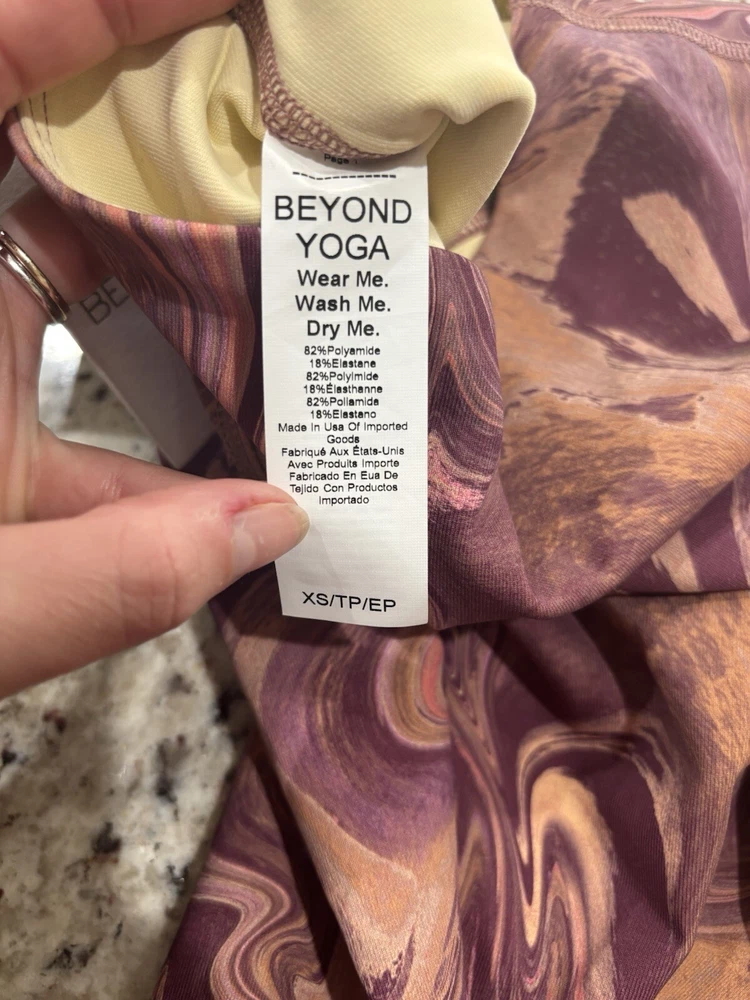 Page
BEYOND
YOGA
Wear Me.
Wash Me.
Dry Me.
82%Polyamide
18%Elastane
82%Polyimide
18%Élasthanne
82%Poliamida
18%Elastano
Made In Usa Of Imported
Goods
Fabriqué Aux États-Unis
Avec Produits Importe
Fabricado En Eua De
Tejido Con Productos
Importado
XS/TP/EP
BE